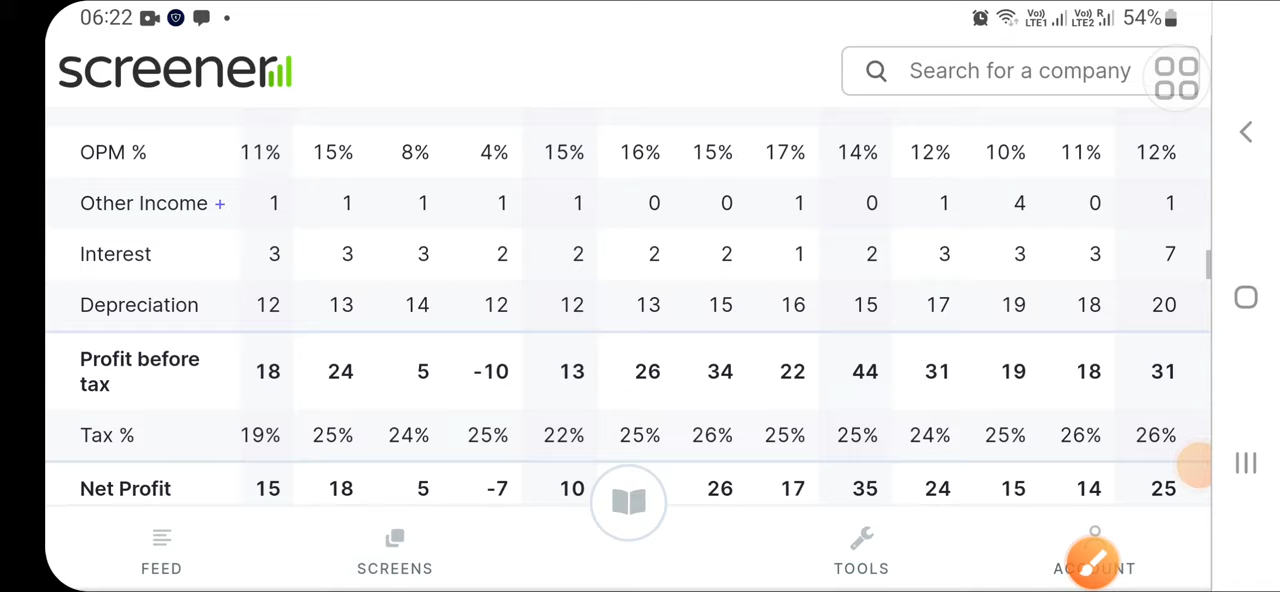 06:22 Vo) LTE1 Vo) R LTE2 54%
screener Search for a company
OPM % 11% 15% 8% 4% 15% 16% 15% 17% 14% 12% 10% 11% 12%
Other Income + 1 1 1 1 1 0 0 1 0 1 4 0 1
Interest 3 3 3 2 2 2 2 1 2 3 3 3 7
Depreciation 12 13 14 12 12 13 15 16 15 17 19 18 20
Profit before
tax 18 24 5 -10 13 26 34 22 44 31 19 18 31
Tax % 19% 25% 24% 25% 22% 25% 26% 25% 25% 24% 25% 26% 26%
Net Profit 15 18 5 -7 10 26 17 35 24 15 14 25
FEED SCREENS TOOLS ACCOUNT